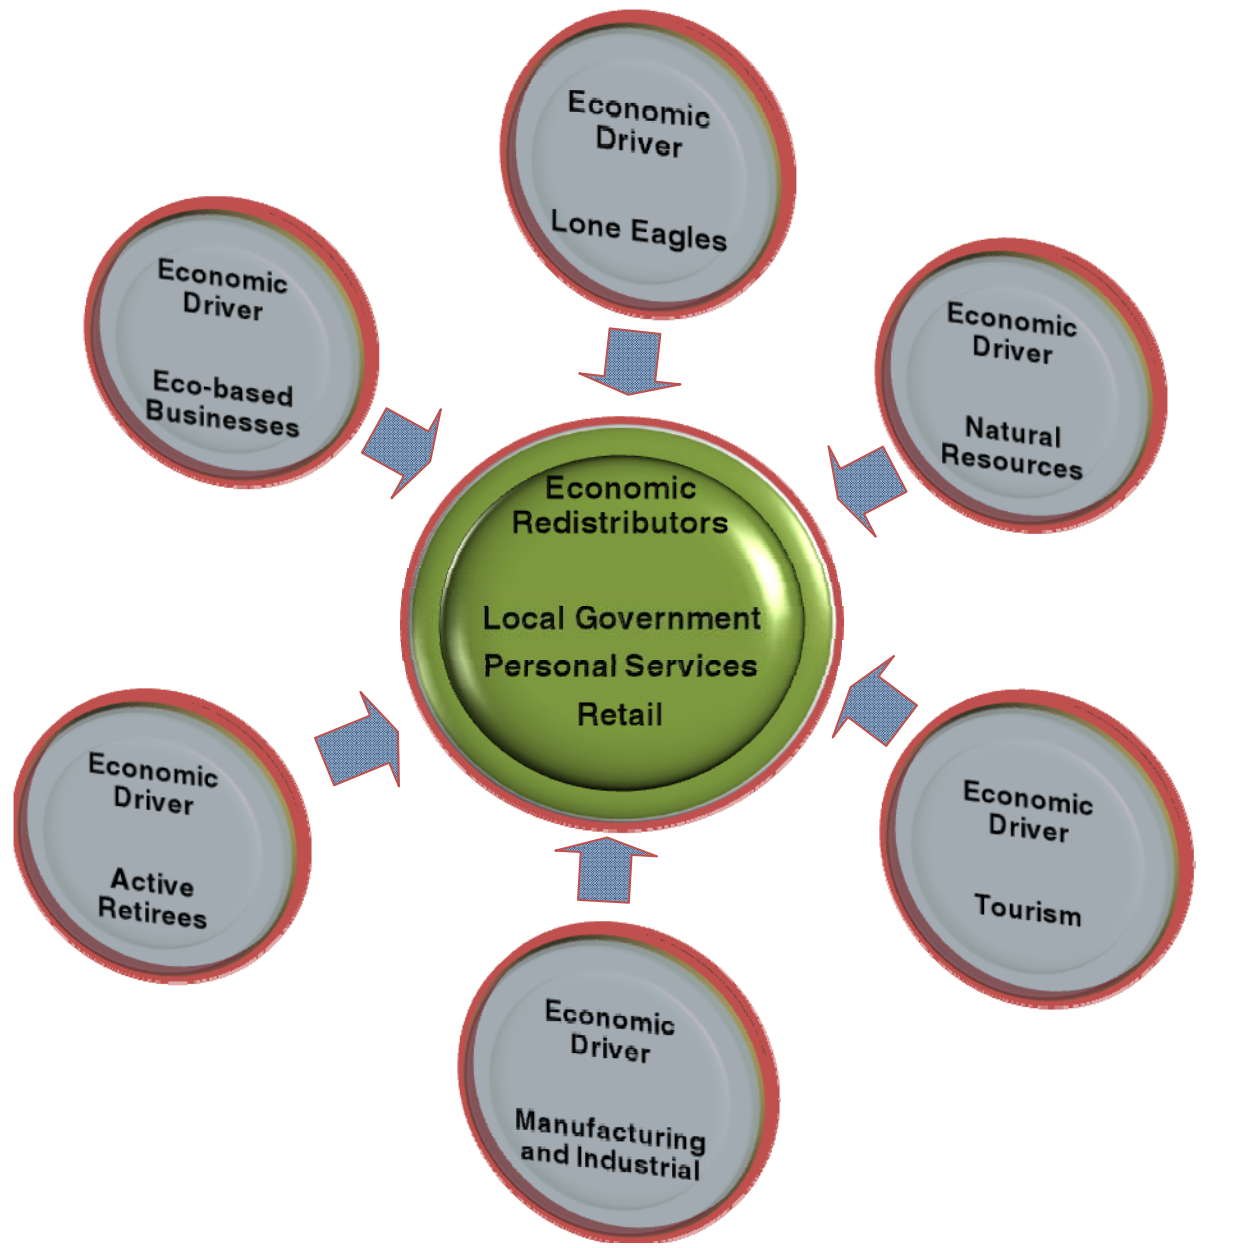 Economic
Driver
Lone Eagles
Economic
Driver
Eco-based
Businesses
Economic
Driver
Natural
Resources
Economic
Redistributors
Local Government
Personal Services
Retail
Economic
Driver
Active
Retirees
Economic
Driver
Tourism
Economic
Driver
Manufacturing
and Industrial